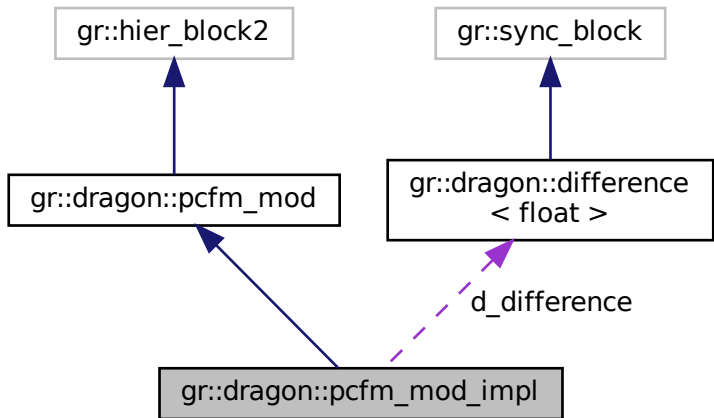 gr::hier_block2
gr::sync_block
gr::dragon::pcfm_mod
gr::dragon::difference
< float >
d_difference
gr::dragon::pcfm_mod_impl